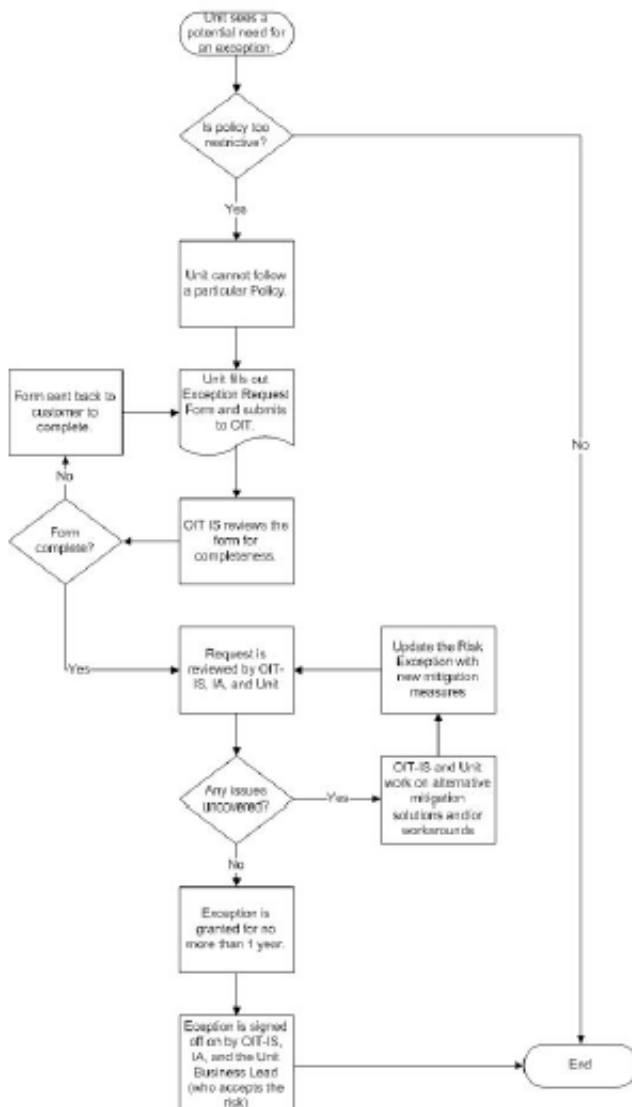 Unit sees a
potential need for
an exception.
Is policy too
restrictive?
Yes
Unit cannot follow
a particular Policy.
Unit fills out
Exception Request
Form and submits
to OIT.
Form sent back to
customer to
complete.
No
No
Form
complete?
OIT IS reviews the
form for
completeness.
Yes
Request is
reviewed by OIT-
IS, IA, and Unit
Update the Risk
Exception with
new mitigation
measures
Any issues
uncovered?
Yes
OIT-IS and Unit
work on alternative
mitigation
solutions and/or
workarounds
No
Exception is
granted for no
more than 1 year.
Eception is signed
off on by OIT-IS,
IA, and the Unit
Business Lead
(who accepts the
risk)
End